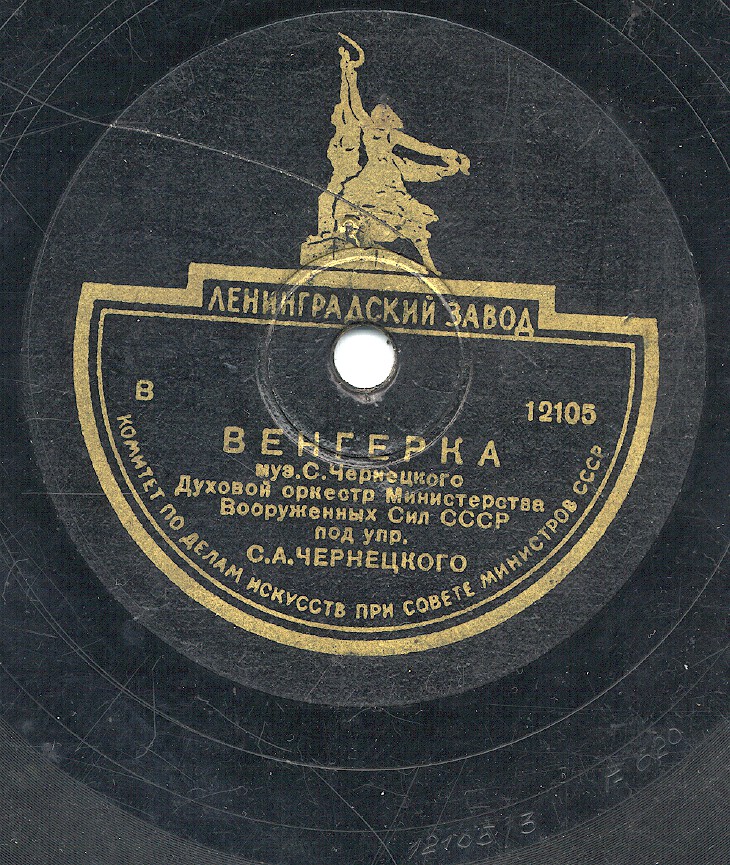 ЛЕНИНГРАДСКИЙ ЗАВОД
В
12105
ВЕНГЕРКА
муз.С.Чернецкого
Духовой оркестр Министерства
Вооруженных Сил СССР
под упр.
С.А.ЧЕРНЕЦКОГО
КОМИТЕТ ПО ДЕЛАМ ИСКУССТВ ПРИ СОВЕТЕ МИНИСТРОВ СССР